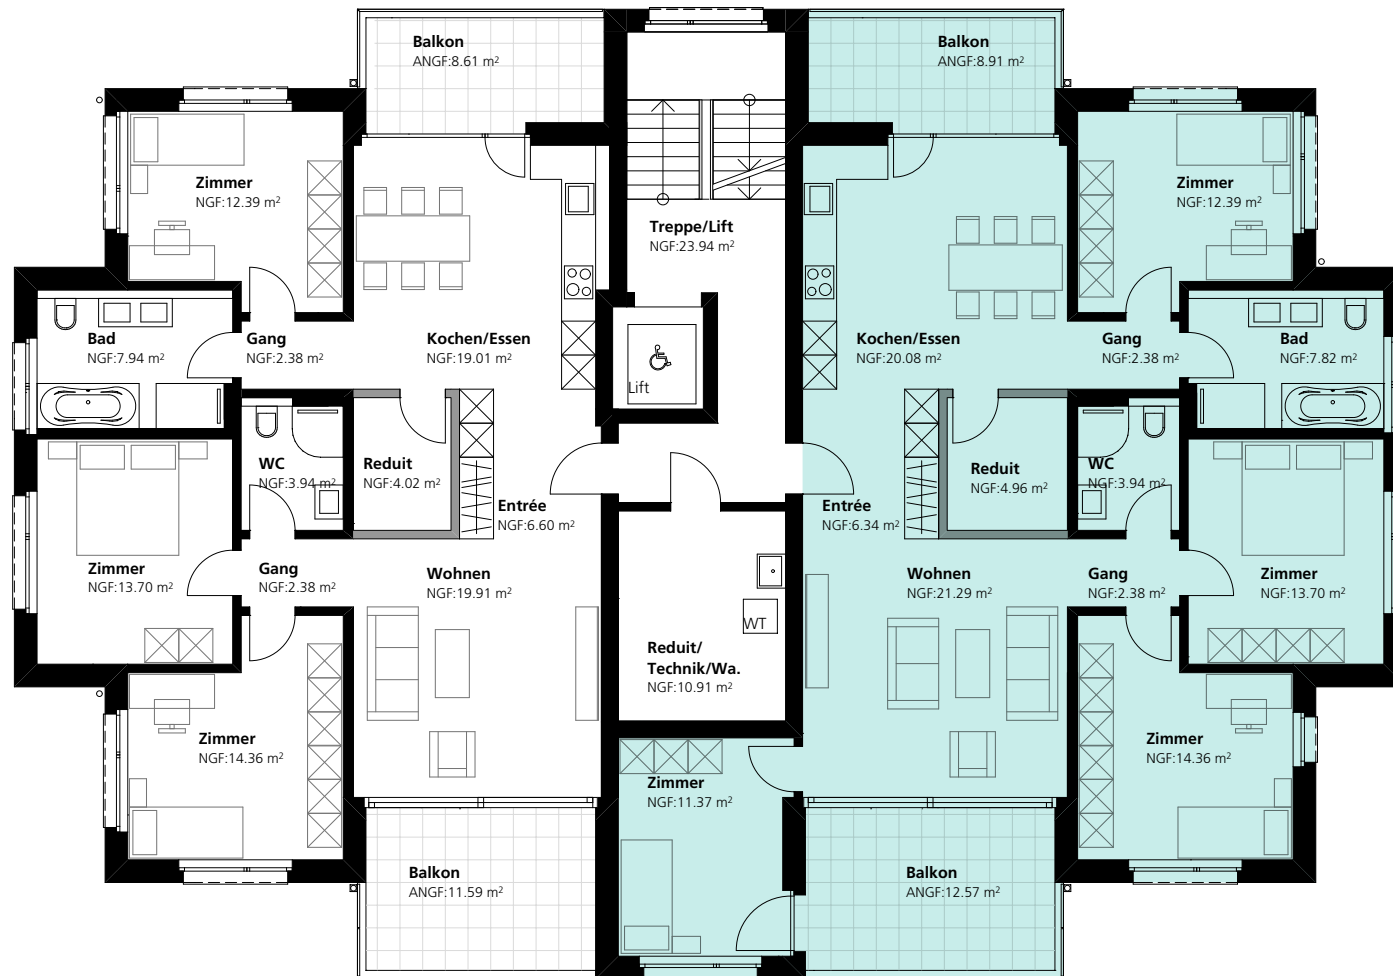 Balkon
ANGF:8.61 m²
Balkon
ANGF:8.91 m²
Zimmer
NGF:12.39 m²
Treppe/Lift
NGF:23.94 m²
Zimmer
NGF:12.39 m²
Bad
NGF:7.94 m²
Gang
NGF:2.38 m²
Kochen/Essen
NGF:19.01 m²
Lift
Kochen/Essen
NGF:20.08 m²
Gang
NGF:2.38 m²
Bad
NGF:7.82 m²
WC
NGF:3.94 m²
Reduit
NGF:4.02 m²
Entrée
NGF:6.60 m²
Entrée
NGF:6.34 m²
Reduit
NGF:4.96 m²
WC
NGF:3.94 m²
Zimmer
NGF:13.70 m²
Gang
NGF:2.38 m²
Wohnen
NGF:19.91 m²
WT
Reduit/
Technik/Wa.
NGF:10.91 m²
Wohnen
NGF:21.29 m²
Gang
NGF:2.38 m²
Zimmer
NGF:13.70 m²
Zimmer
NGF:14.36 m²
Zimmer
NGF:11.37 m²
Zimmer
NGF:14.36 m²
Balkon
ANGF:11.59 m²
Balkon
ANGF:12.57 m²